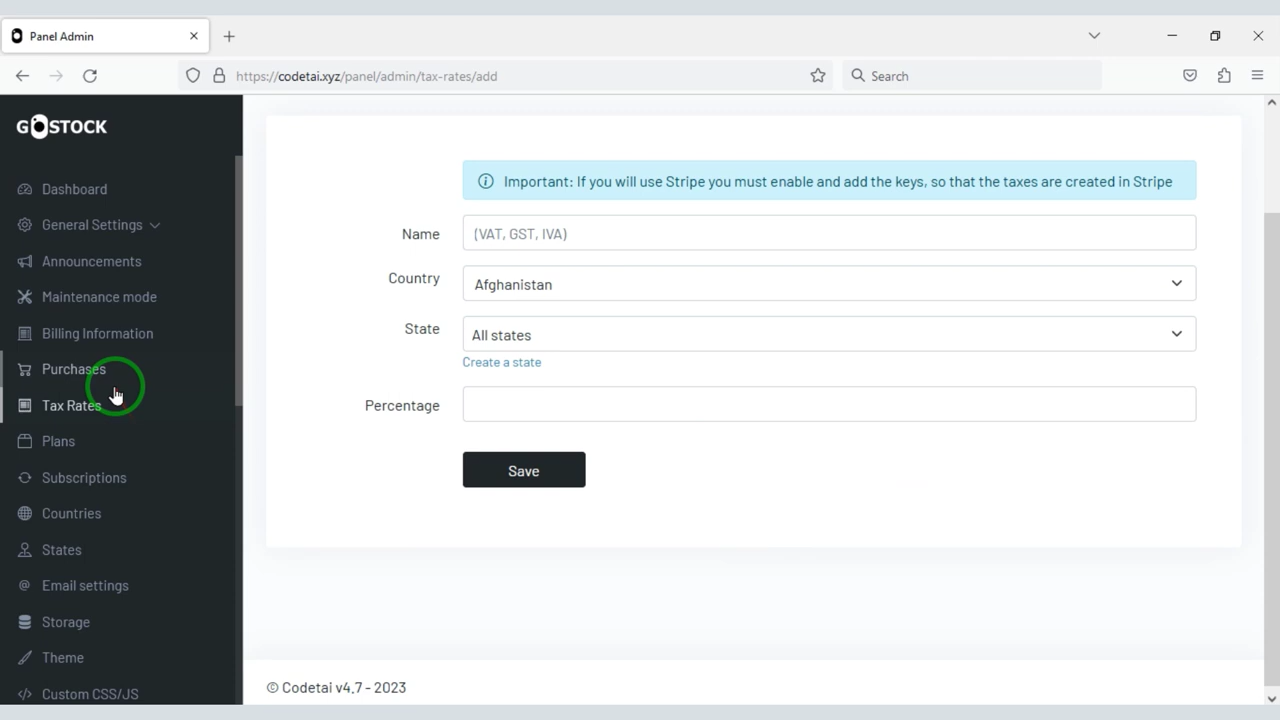 Panel Admin
https://codetai.xyz/panel/admin/tax-rates/add
Search
GOSTOCK
Dashboard
General Settings
Announcements
Maintenance mode
Billing Information
Purchases
Tax Rates
Plans
Subscriptions
Countries
States
Email settings
Storage
Theme
Custom CSS/JS
Important: If you will use Stripe you must enable and add the keys, so that the taxes are created in Stripe
Name
(VAT, GST, IVA)
Country
Afghanistan
State
All states
Create a state
Percentage
Save
© Codetai v4.7 - 2023